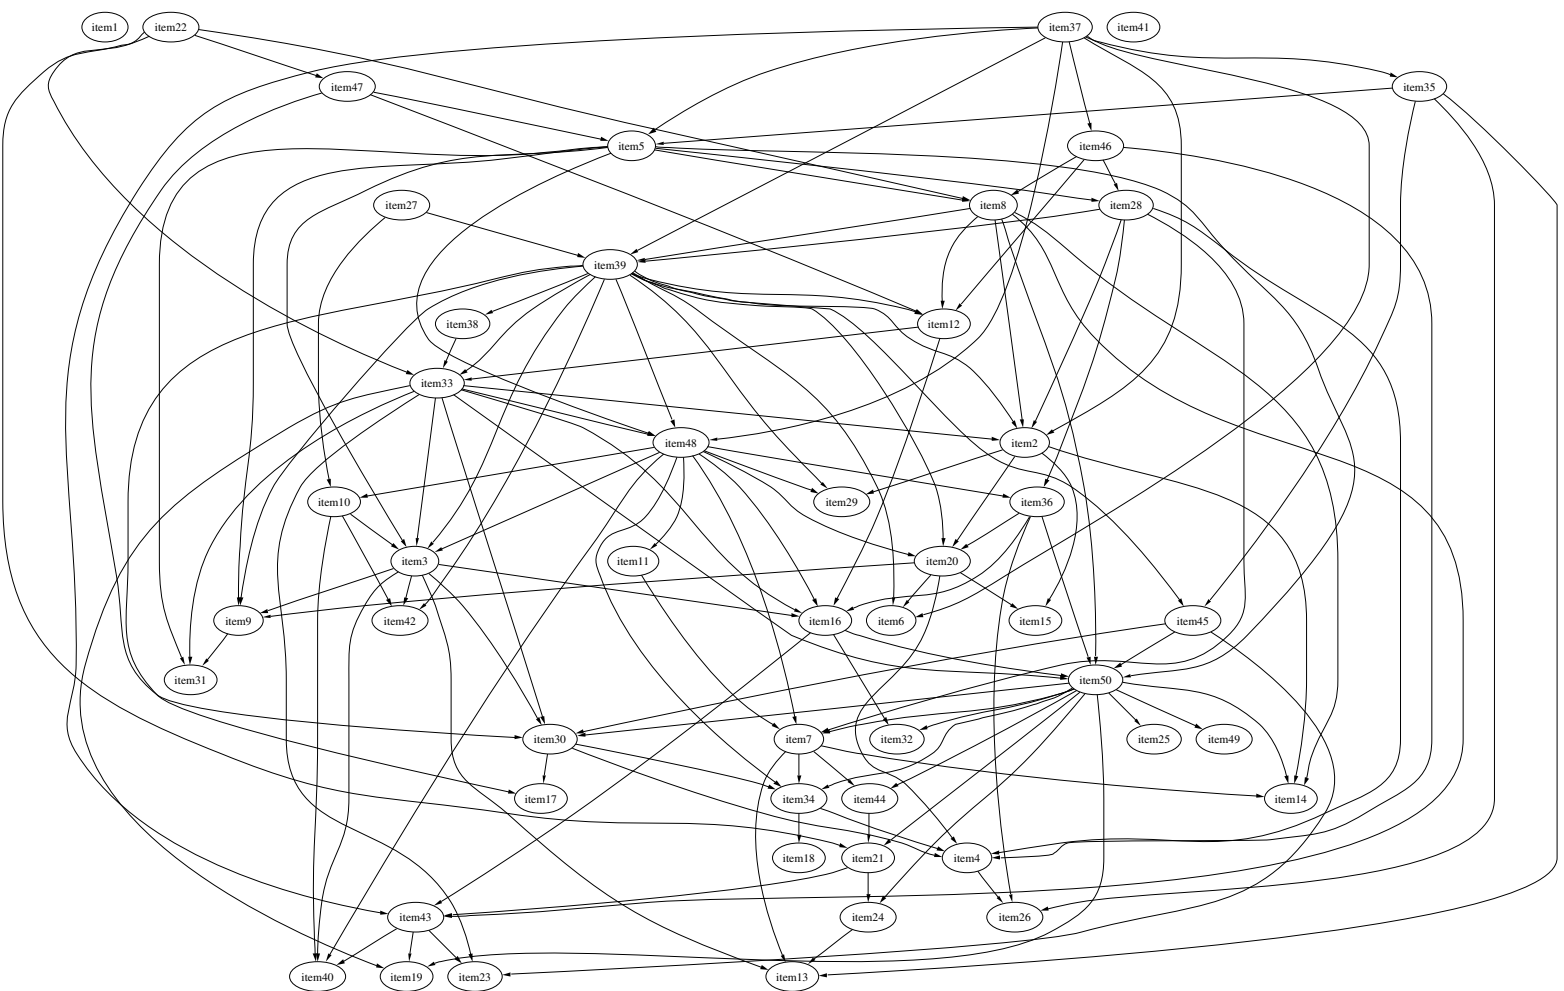 item1 item22 item37 item41
item47 item35
item5 item46
item27 item8 item28
item39
item38 item12
item33
item48 item2
item10 item29 item36
item3 item11 item20
item9 item42 item16 item6 item15 item45
item31 item50
item30 item7 item32 item25 item49
item17 item34 item44 item14
item18 item21 item4
item43 item24 item26
item40 item19 item23 item13